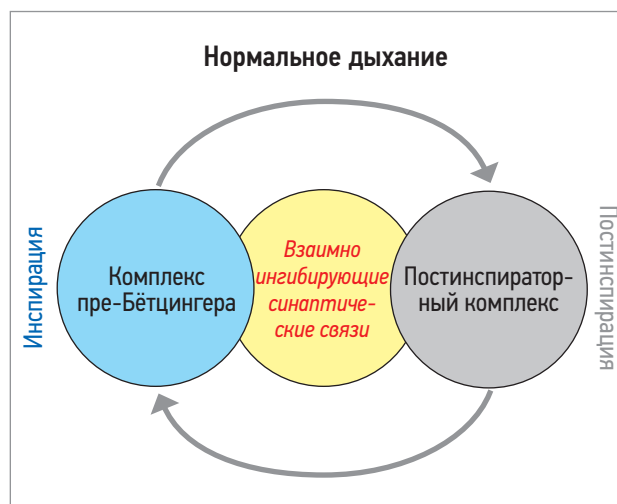 Нормальное дыхание
Инспирация
Комплекс
пре-Бётцингера
Взаимно
ингибирующие
синаптиче-
ские связи
Постинспиратор-
ный комплекс
Постинспирация